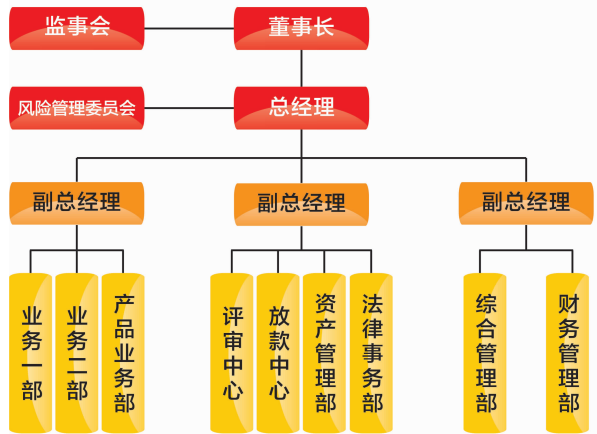 监事会
董事长
风险管理委员会
总经理
副总经理
副总经理
副总经理
业务一部
业务二部
产品业务部
评审中心
放款中心
资产管理部
法律事务部
综合管理部
财务管理部